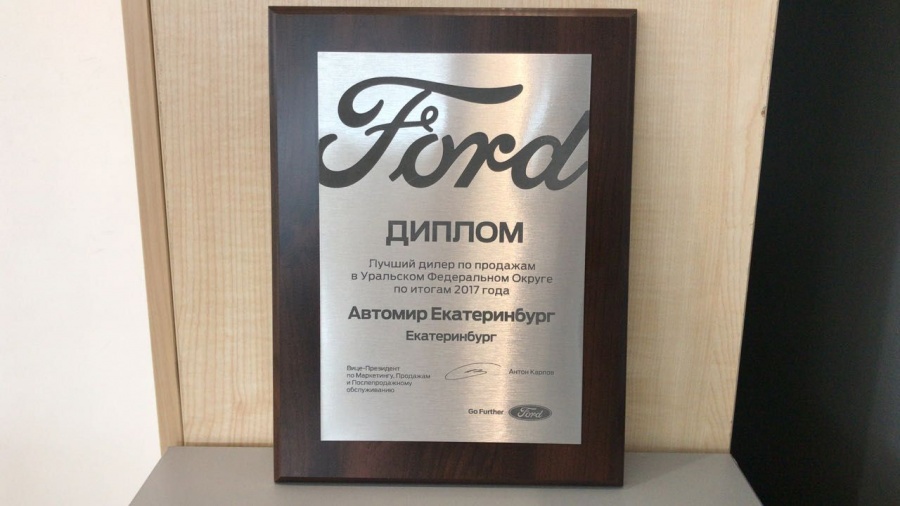 Ford
ДИПЛОМ
Лучший дилер по продажам
в Уральском Федеральном Округе
по итогам 2017 года
Автомир Екатеринбург
Екатеринбург
Вице-Президент
по Маркетингу, Продажам
и Послепродажному
обслуживанию
Антон Карпов
Go Further Ford